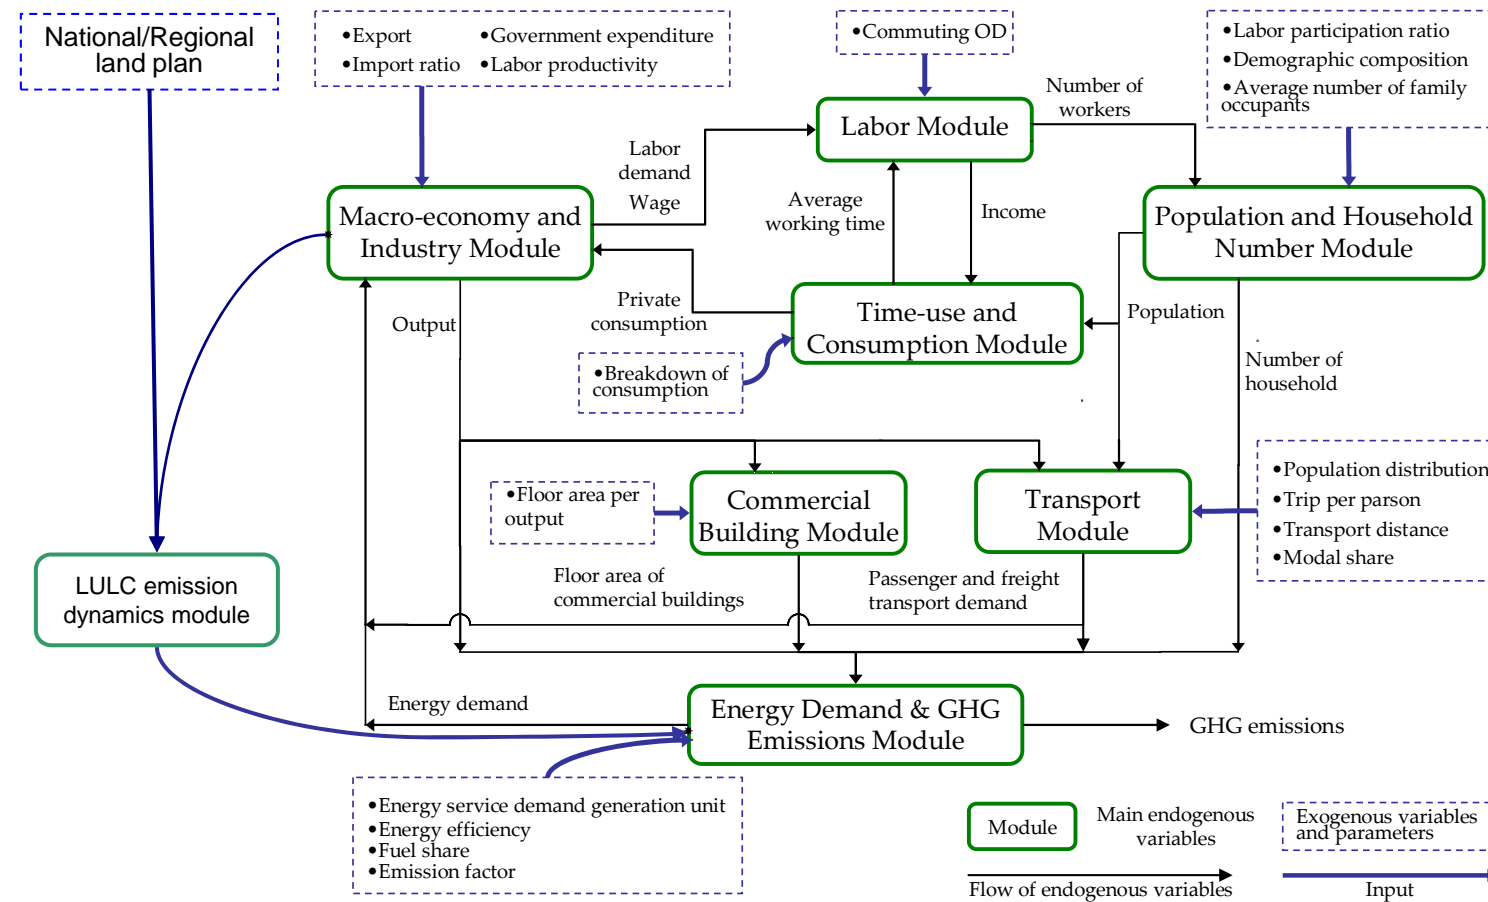 National/Regional
land plan
•Export
•Government expenditure
•Import ratio
•Labor productivity
•Commuting OD
•Labor participation ratio
•Demographic composition
•Average number of family
occupants
Number of
workers
Labor Module
Labor
demand
Wage
Average
working time
Income
Macro-economy and
Industry Module
Population and Household
Number Module
Output
Private
consumption
Time-use and
Consumption Module
Population
Number of
household
•Breakdown of
consumption
•Floor area per
output
Commercial
Building Module
Transport
Module
•Population distribution
•Trip per parson
•Transport distance
•Modal share
LULC emission
dynamics module
Floor area of
commercial buildings
Passenger and freight
transport demand
Energy demand
Energy Demand & GHG
Emissions Module
GHG emissions
•Energy service demand generation unit
•Energy efficiency
•Fuel share
•Emission factor
Module
Main endogenous
variables
Exogenous variables
and parameters
Flow of endogenous variables
Input